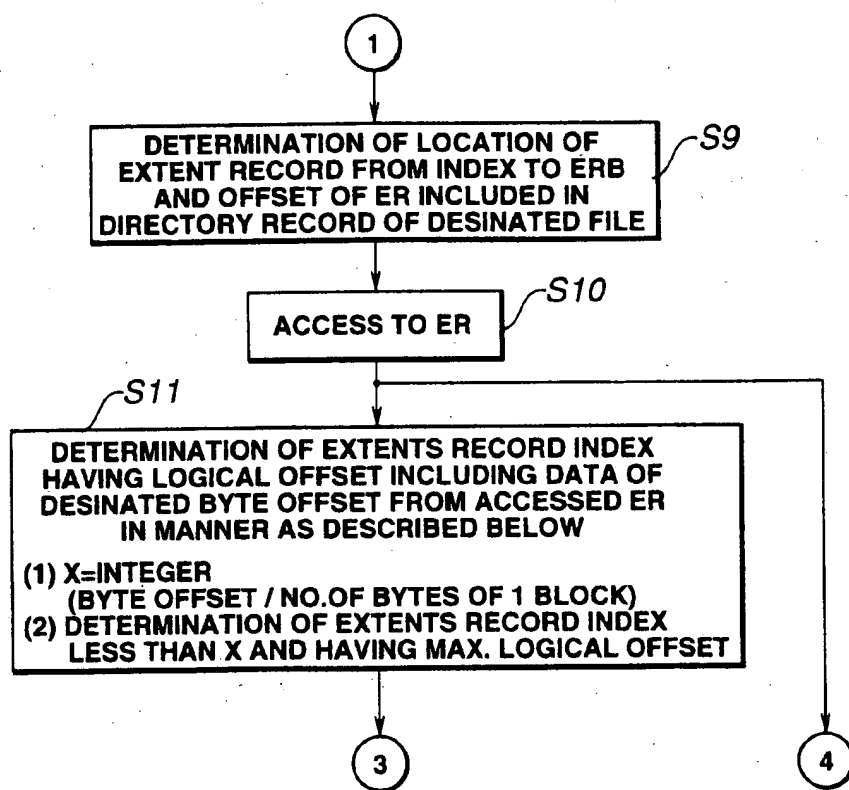 1
DETERMINATION OF LOCATION OF
EXTENT RECORD FROM INDEX TO ERB
AND OFFSET OF ER INCLUDED IN
DIRECTORY RECORD OF DESINATED FILE
S9
ACCESS TO ER
S10
S11
DETERMINATION OF EXTENTS RECORD INDEX
HAVING LOGICAL OFFSET INCLUDING DATA OF
DESINATED BYTE OFFSET FROM ACCESSED ER
IN MANNER AS DESCRIBED BELOW
(1) X=INTEGER
(BYTE OFFSET / NO.OF BYTES OF 1 BLOCK)
(2) DETERMINATION OF EXTENTS RECORD INDEX
LESS THAN X AND HAVING MAX. LOGICAL OFFSET
3
4